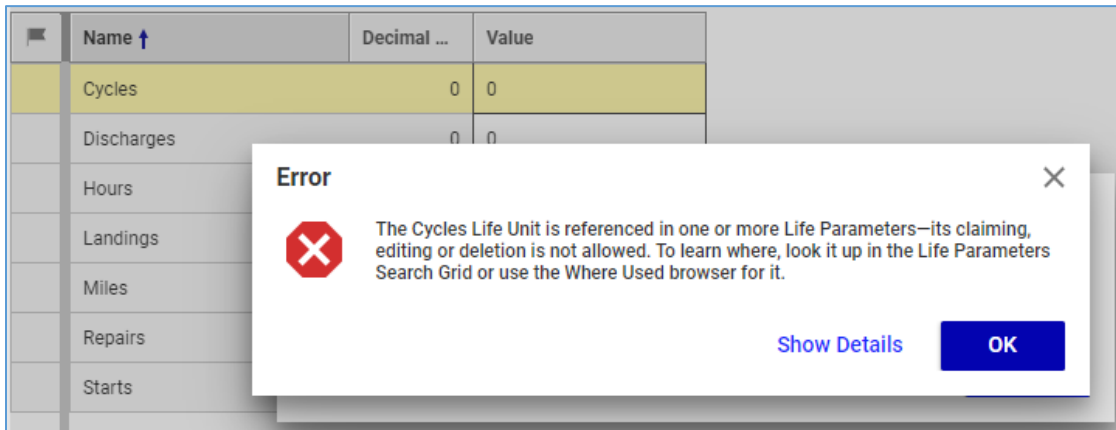 Name Decimal ... Value
Cycles 0 0
Discharges 0 0
Hours
Landings
Miles
Repairs
Starts
Error
The Cycles Life Unit is referenced in one or more Life Parameters—its claiming,
editing or deletion is not allowed. To learn where, look it up in the Life Parameters
Search Grid or use the Where Used browser for it.
Show Details OK